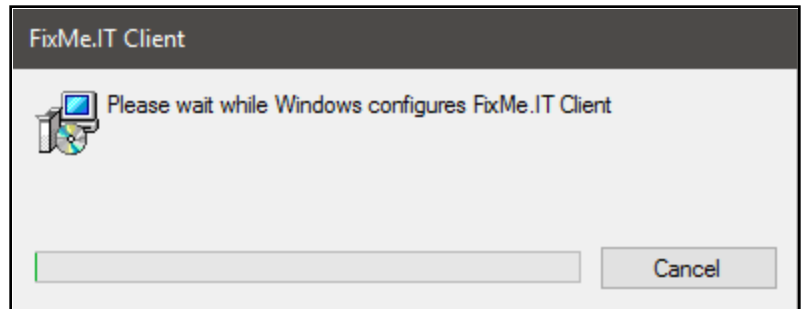 FixMe.IT Client
Please wait while Windows configures FixMe.IT Client
Cancel